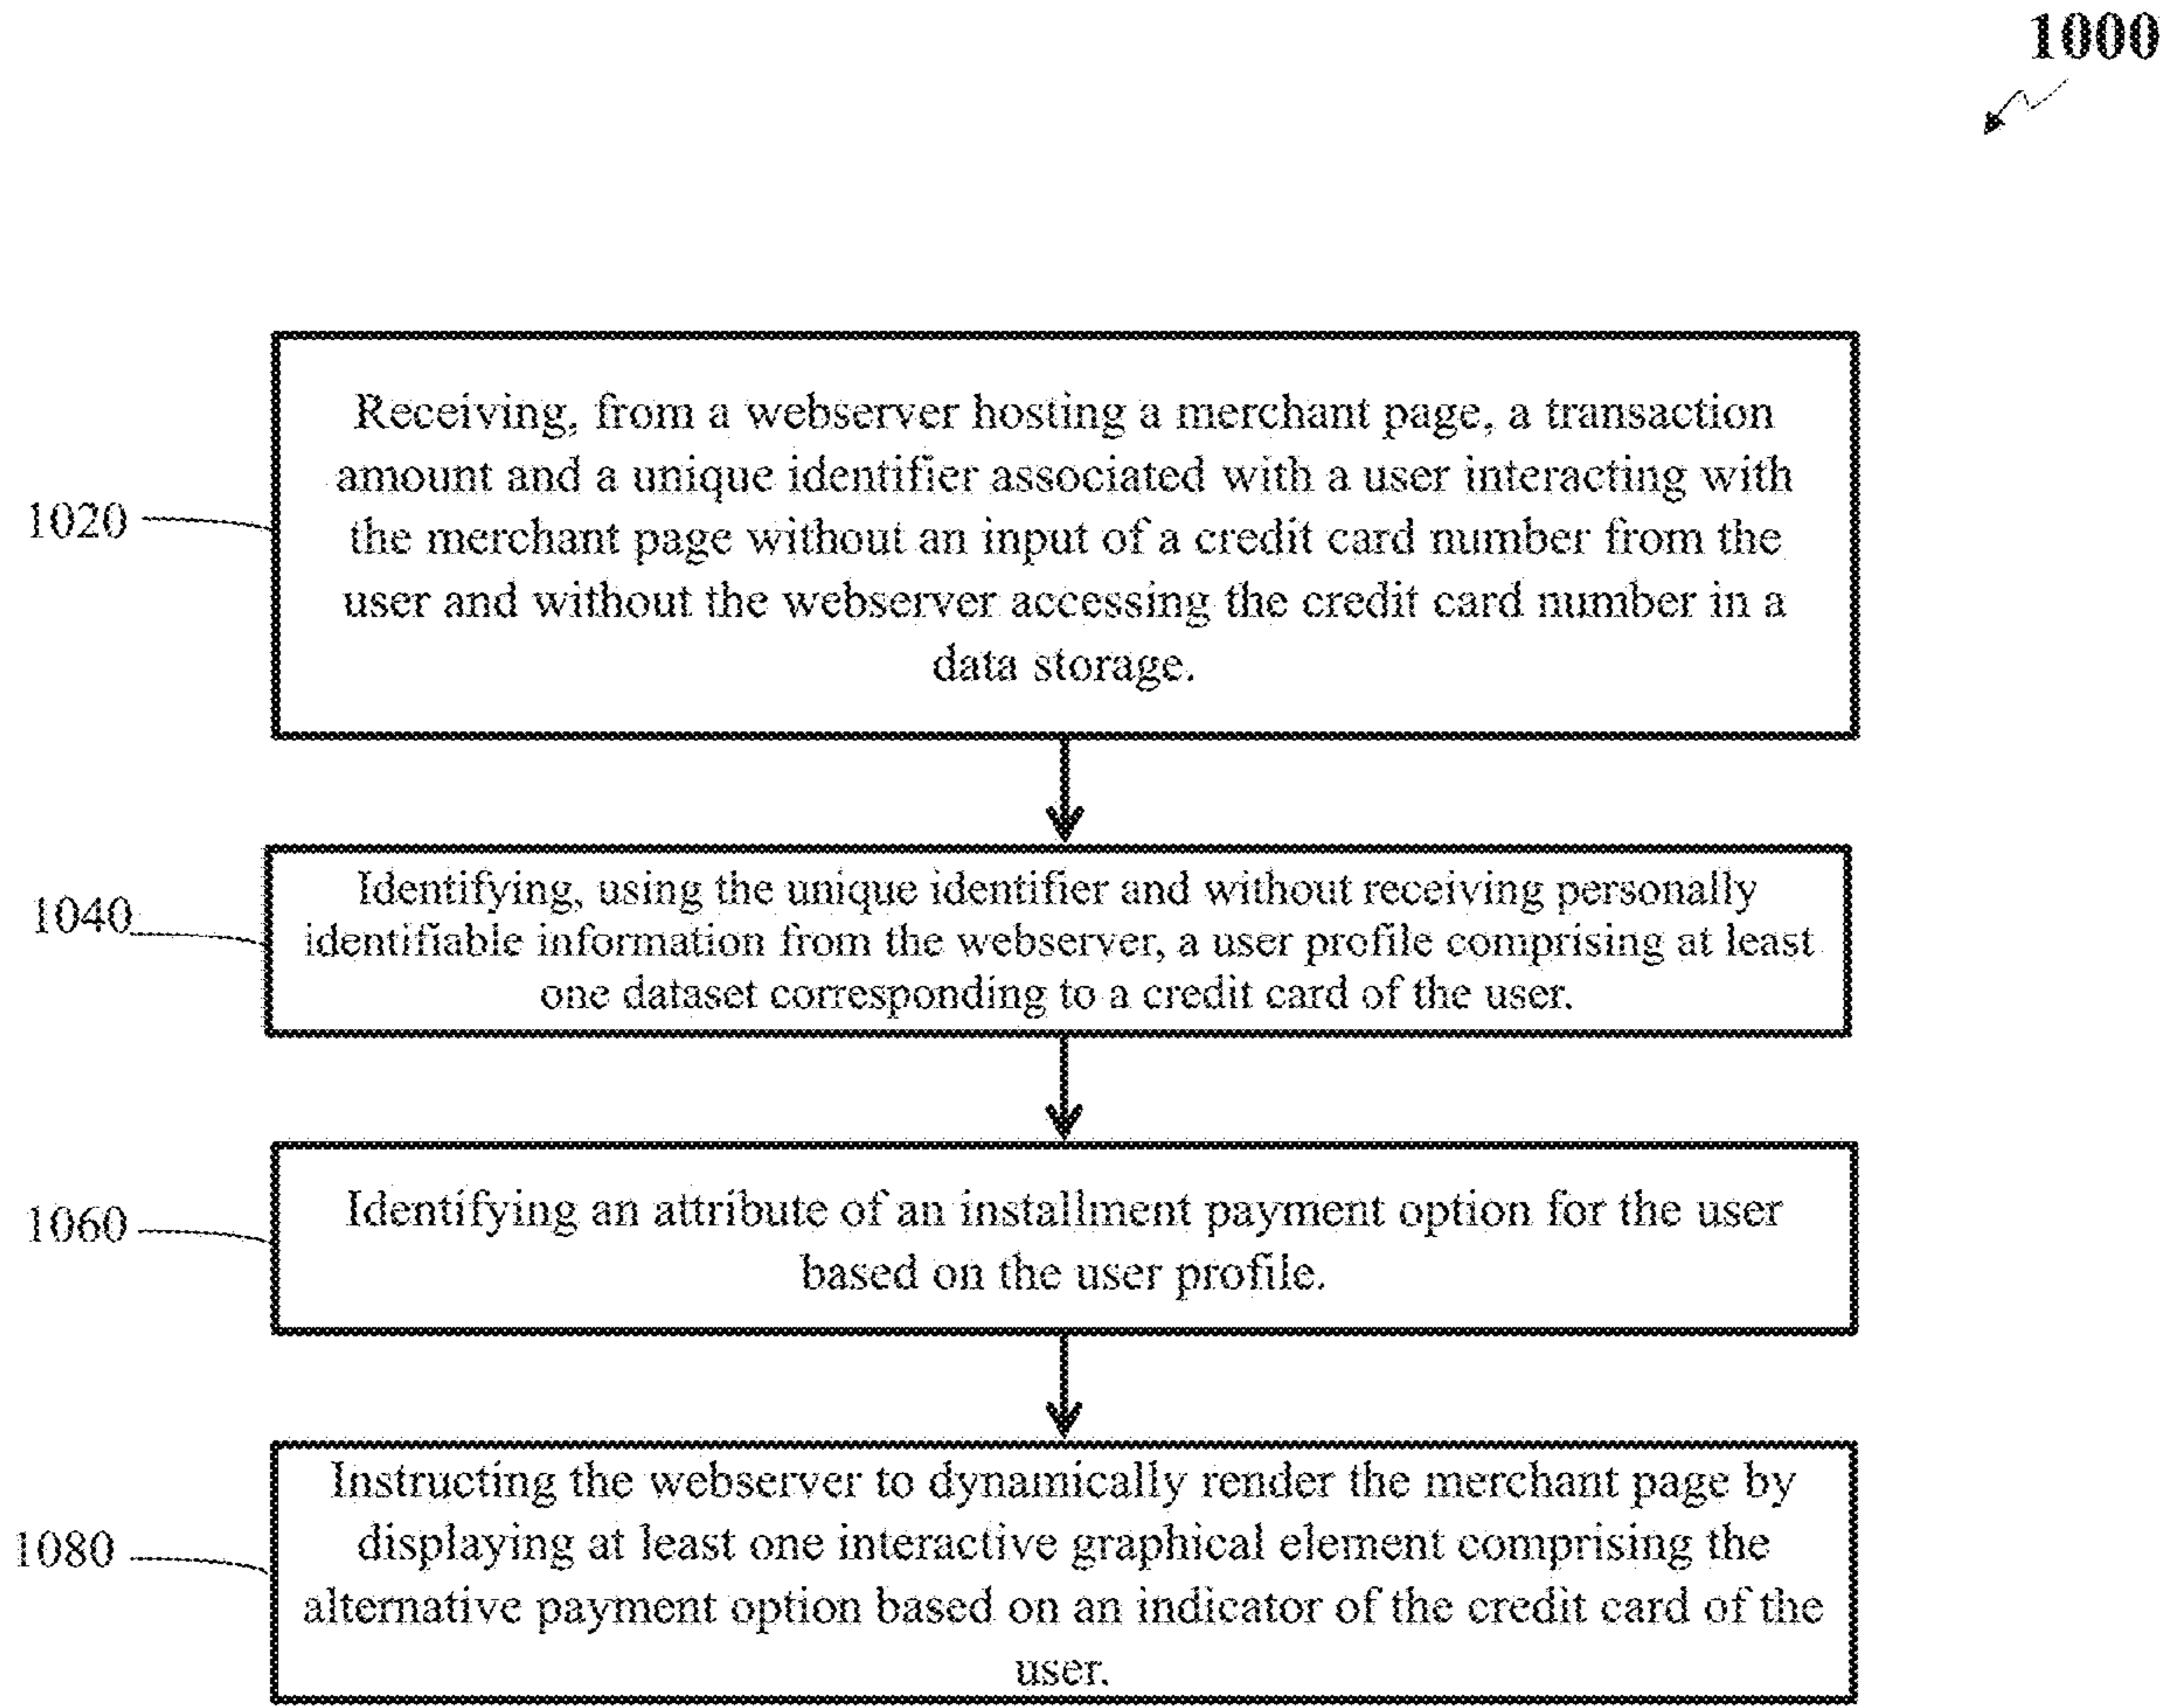 1000
Receiving, from a webserver hosting a merchant page, a transaction
amount and a unique identifier associated with a user interacting with
the merchant page without an input of a credit card number from the
user and without the webserver accessing the credit card number in a
data storage.
1020
Identifying, using the unique identifier and without receiving personally
identifiable information from the webserver, a user profile comprising at least
one dataset corresponding to a credit card of the user.
1040
Identifying an attribute of an installment payment option for the user
based on the user profile.
1060
Instructing the webserver to dynamically render the merchant page by
displaying at least one interactive graphical element comprising the
alternative payment option based on an indicator of the credit card of the
user.
1080